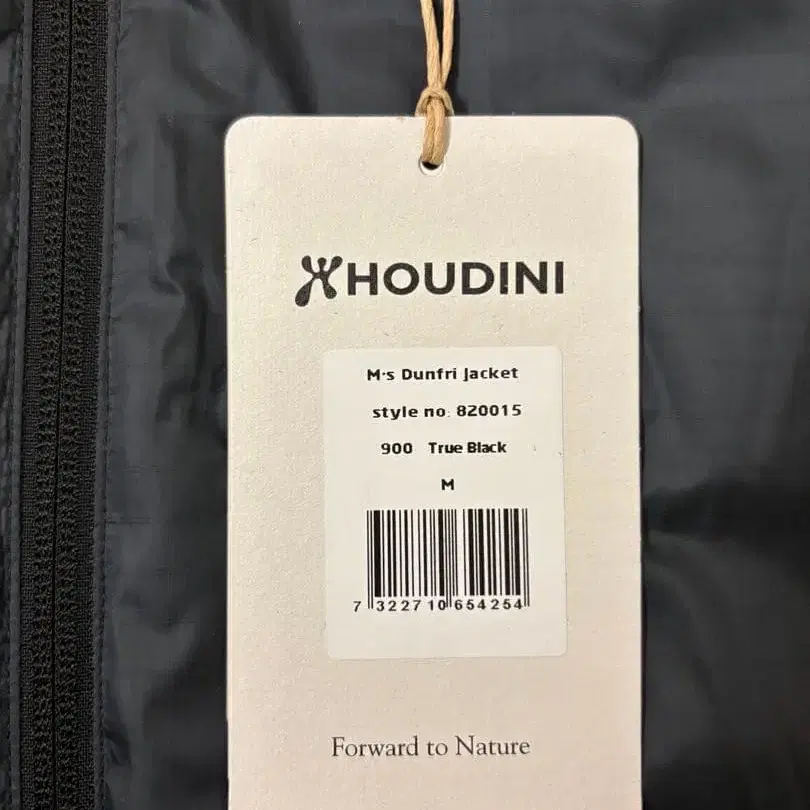 HOUDINI
M's Dunfri Jacket
style no. 820015
900 True Black
M
7 322710 654254
Forward to Nature